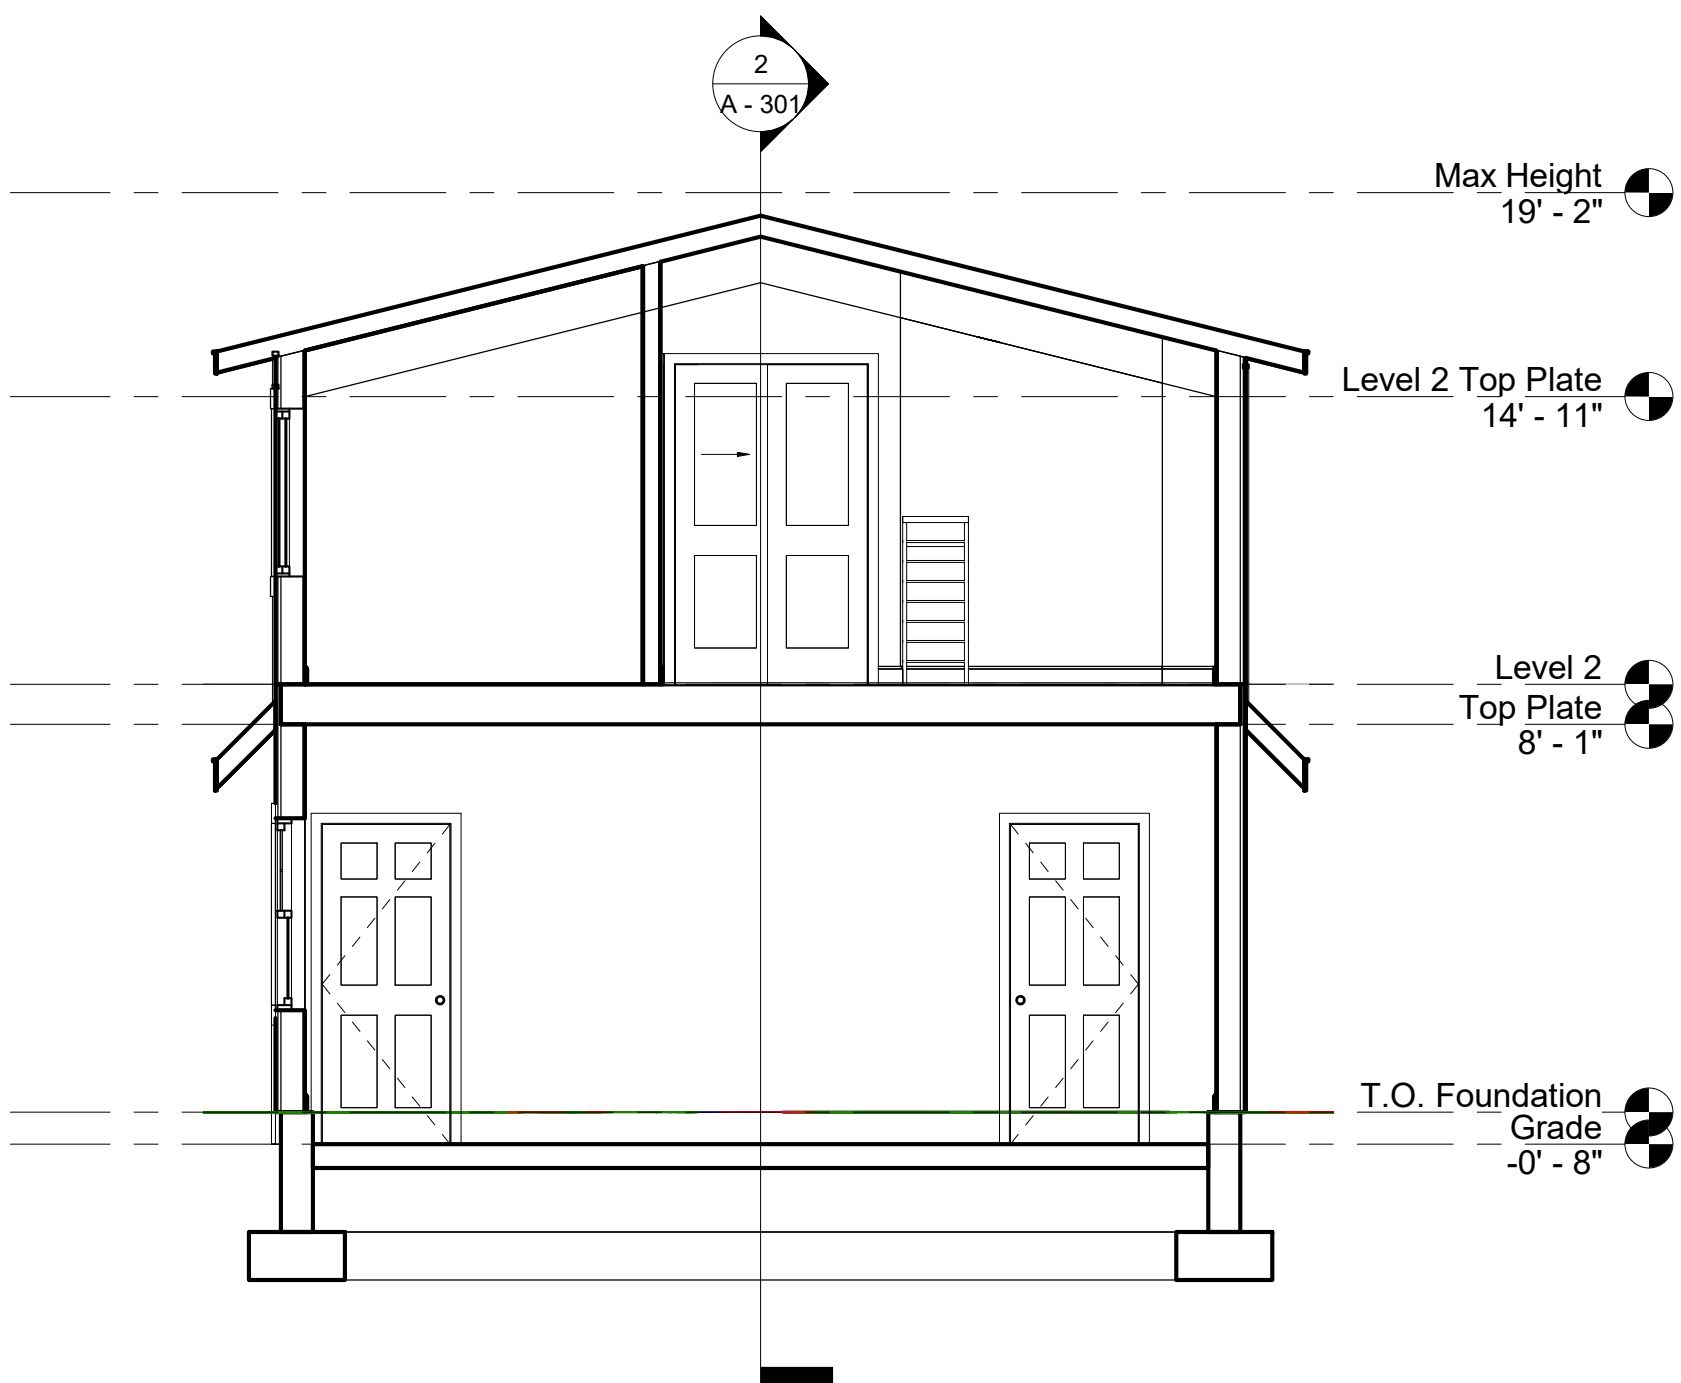 2
A - 301
Max Height
19' - 2"
Level 2 Top Plate
14' - 11"
Level 2
Top Plate
8' - 1"
T.O. Foundation
Grade
-0' - 8"